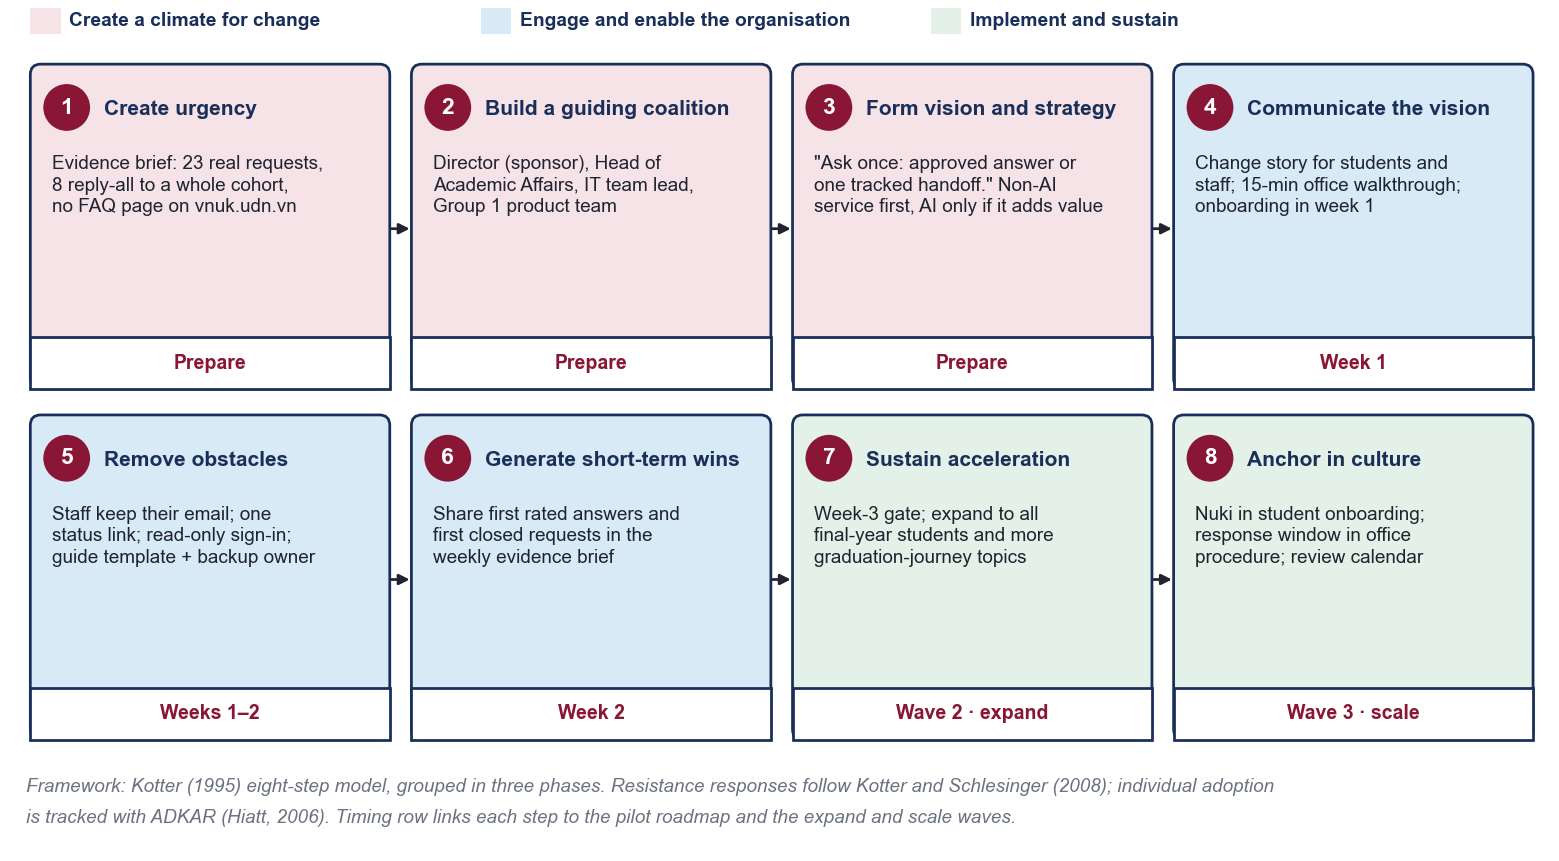 Create a climate for change
Engage and enable the organisation
Implement and sustain
1
Create urgency
Evidence brief: 23 real requests,
8 reply-all to a whole cohort,
no FAQ page on vnuk.udn.vn
Prepare
2
Build a guiding coalition
Director (sponsor), Head of
Academic Affairs, IT team lead,
Group 1 product team
Prepare
3
Form vision and strategy
"Ask once: approved answer or
one tracked handoff." Non-AI
service first, AI only if it adds value
Prepare
4
Communicate the vision
Change story for students and
staff; 15-min office walkthrough;
onboarding in week 1
Week 1
5
Remove obstacles
Staff keep their email; one
status link; read-only sign-in;
guide template + backup owner
Weeks 1–2
6
Generate short-term wins
Share first rated answers and
first closed requests in the
weekly evidence brief
Week 2
7
Sustain acceleration
Week-3 gate; expand to all
final-year students and more
graduation-journey topics
Wave 2 · expand
8
Anchor in culture
Nuki in student onboarding;
response window in office
procedure; review calendar
Wave 3 · scale
Framework: Kotter (1995) eight-step model, grouped in three phases. Resistance responses follow Kotter and Schlesinger (2008); individual adoption
is tracked with ADKAR (Hiatt, 2006). Timing row links each step to the pilot roadmap and the expand and scale waves.